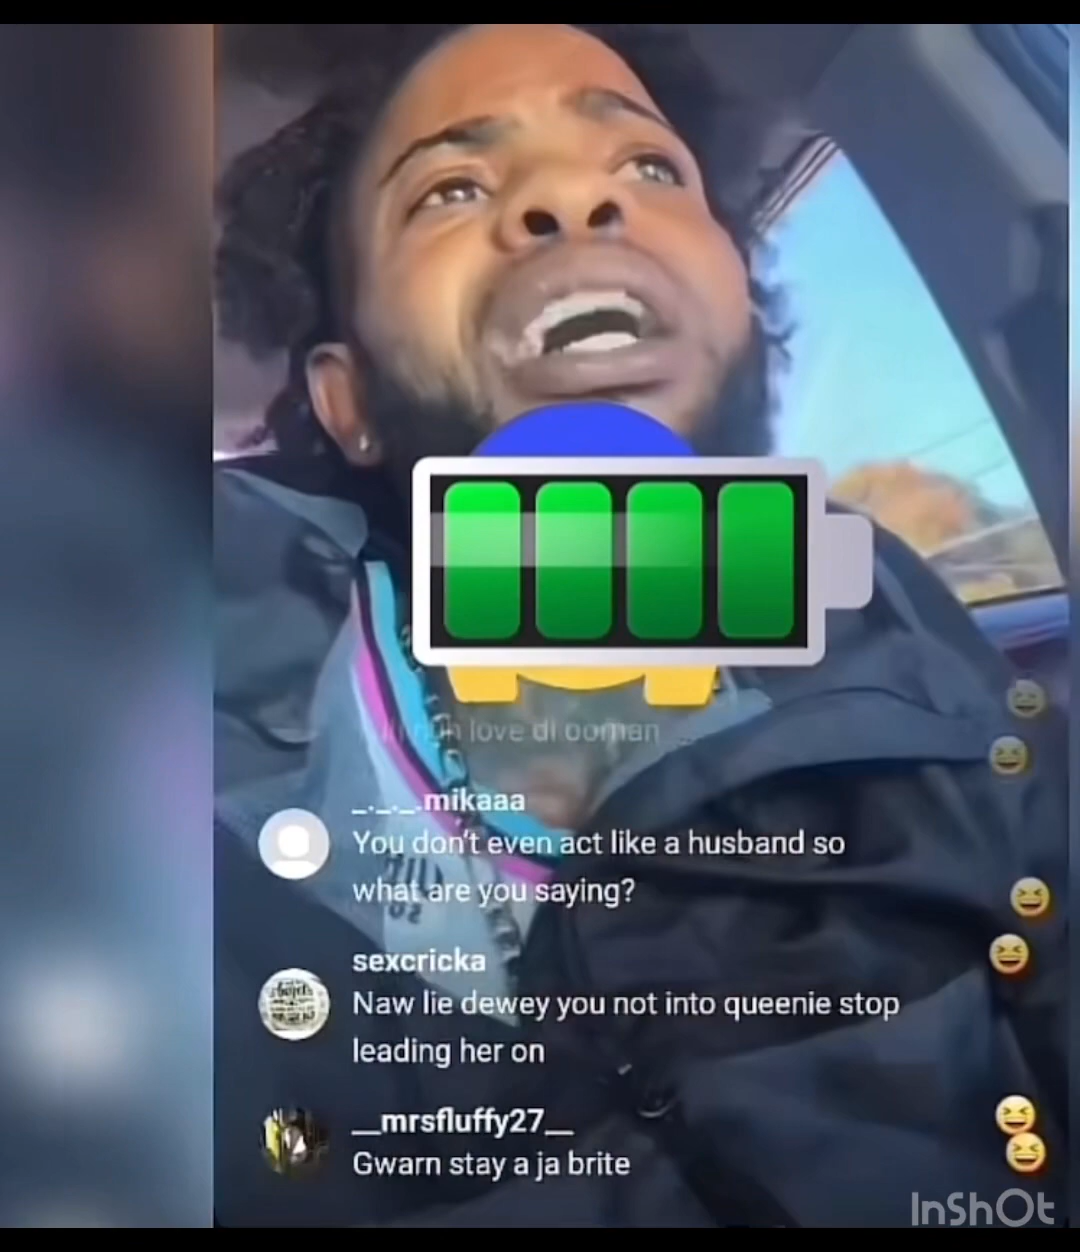 love di ooman
_._._.mikaaa
You don't even act like a husband so
what are you saying?
sexcricka
Naw lie dewey you not into queenie stop
leading her on
__mrsfluffy27__
Gwarn stay a ja brite
InShOt